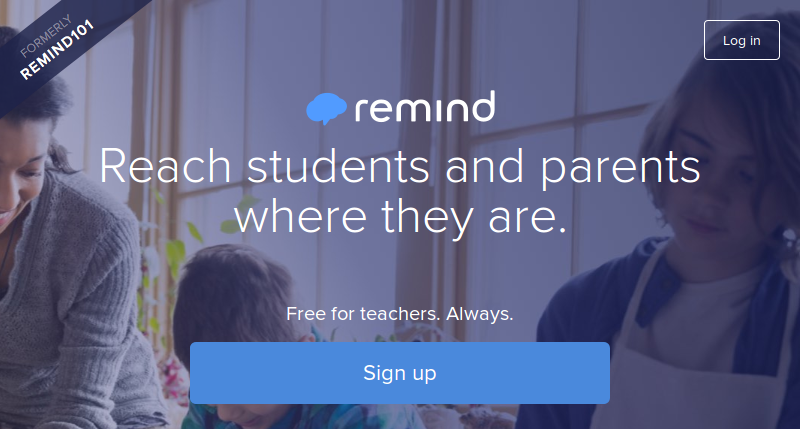 FORMERLY
REMIND101
Log in
remind
Reach students and parents
where they are.
Free for teachers. Always.
Sign up